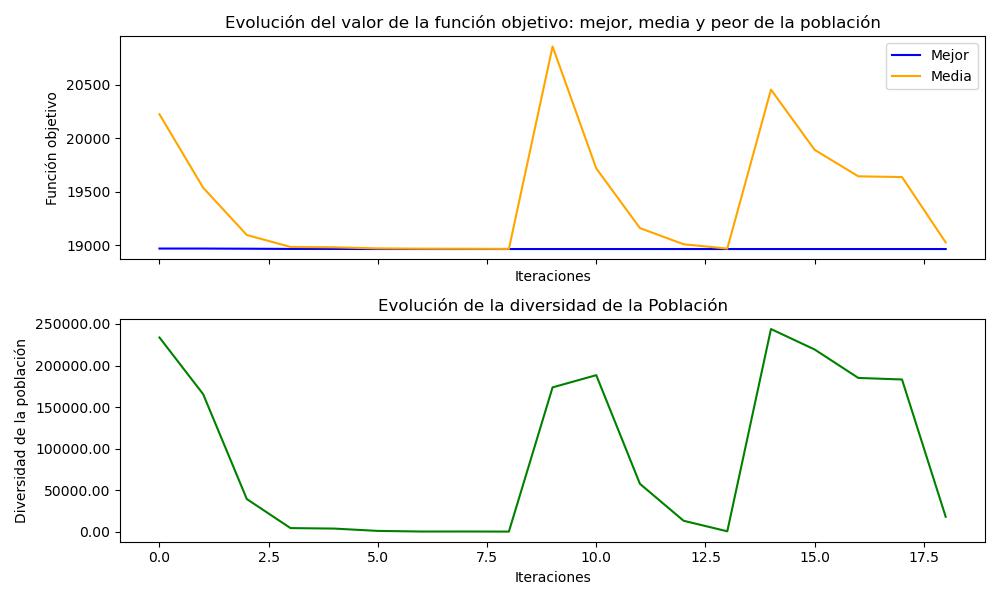 Evolución del valor de la función objetivo: mejor, media y peor de la población
Mejor
Media
20500
20000
19500
19000
Función objetivo
Iteraciones
Evolución de la diversidad de la Población
250000.00
200000.00
150000.00
100000.00
50000.00
0.00
Diversidad de la población
0.0 2.5 5.0 7.5 10.0 12.5 15.0 17.5
Iteraciones